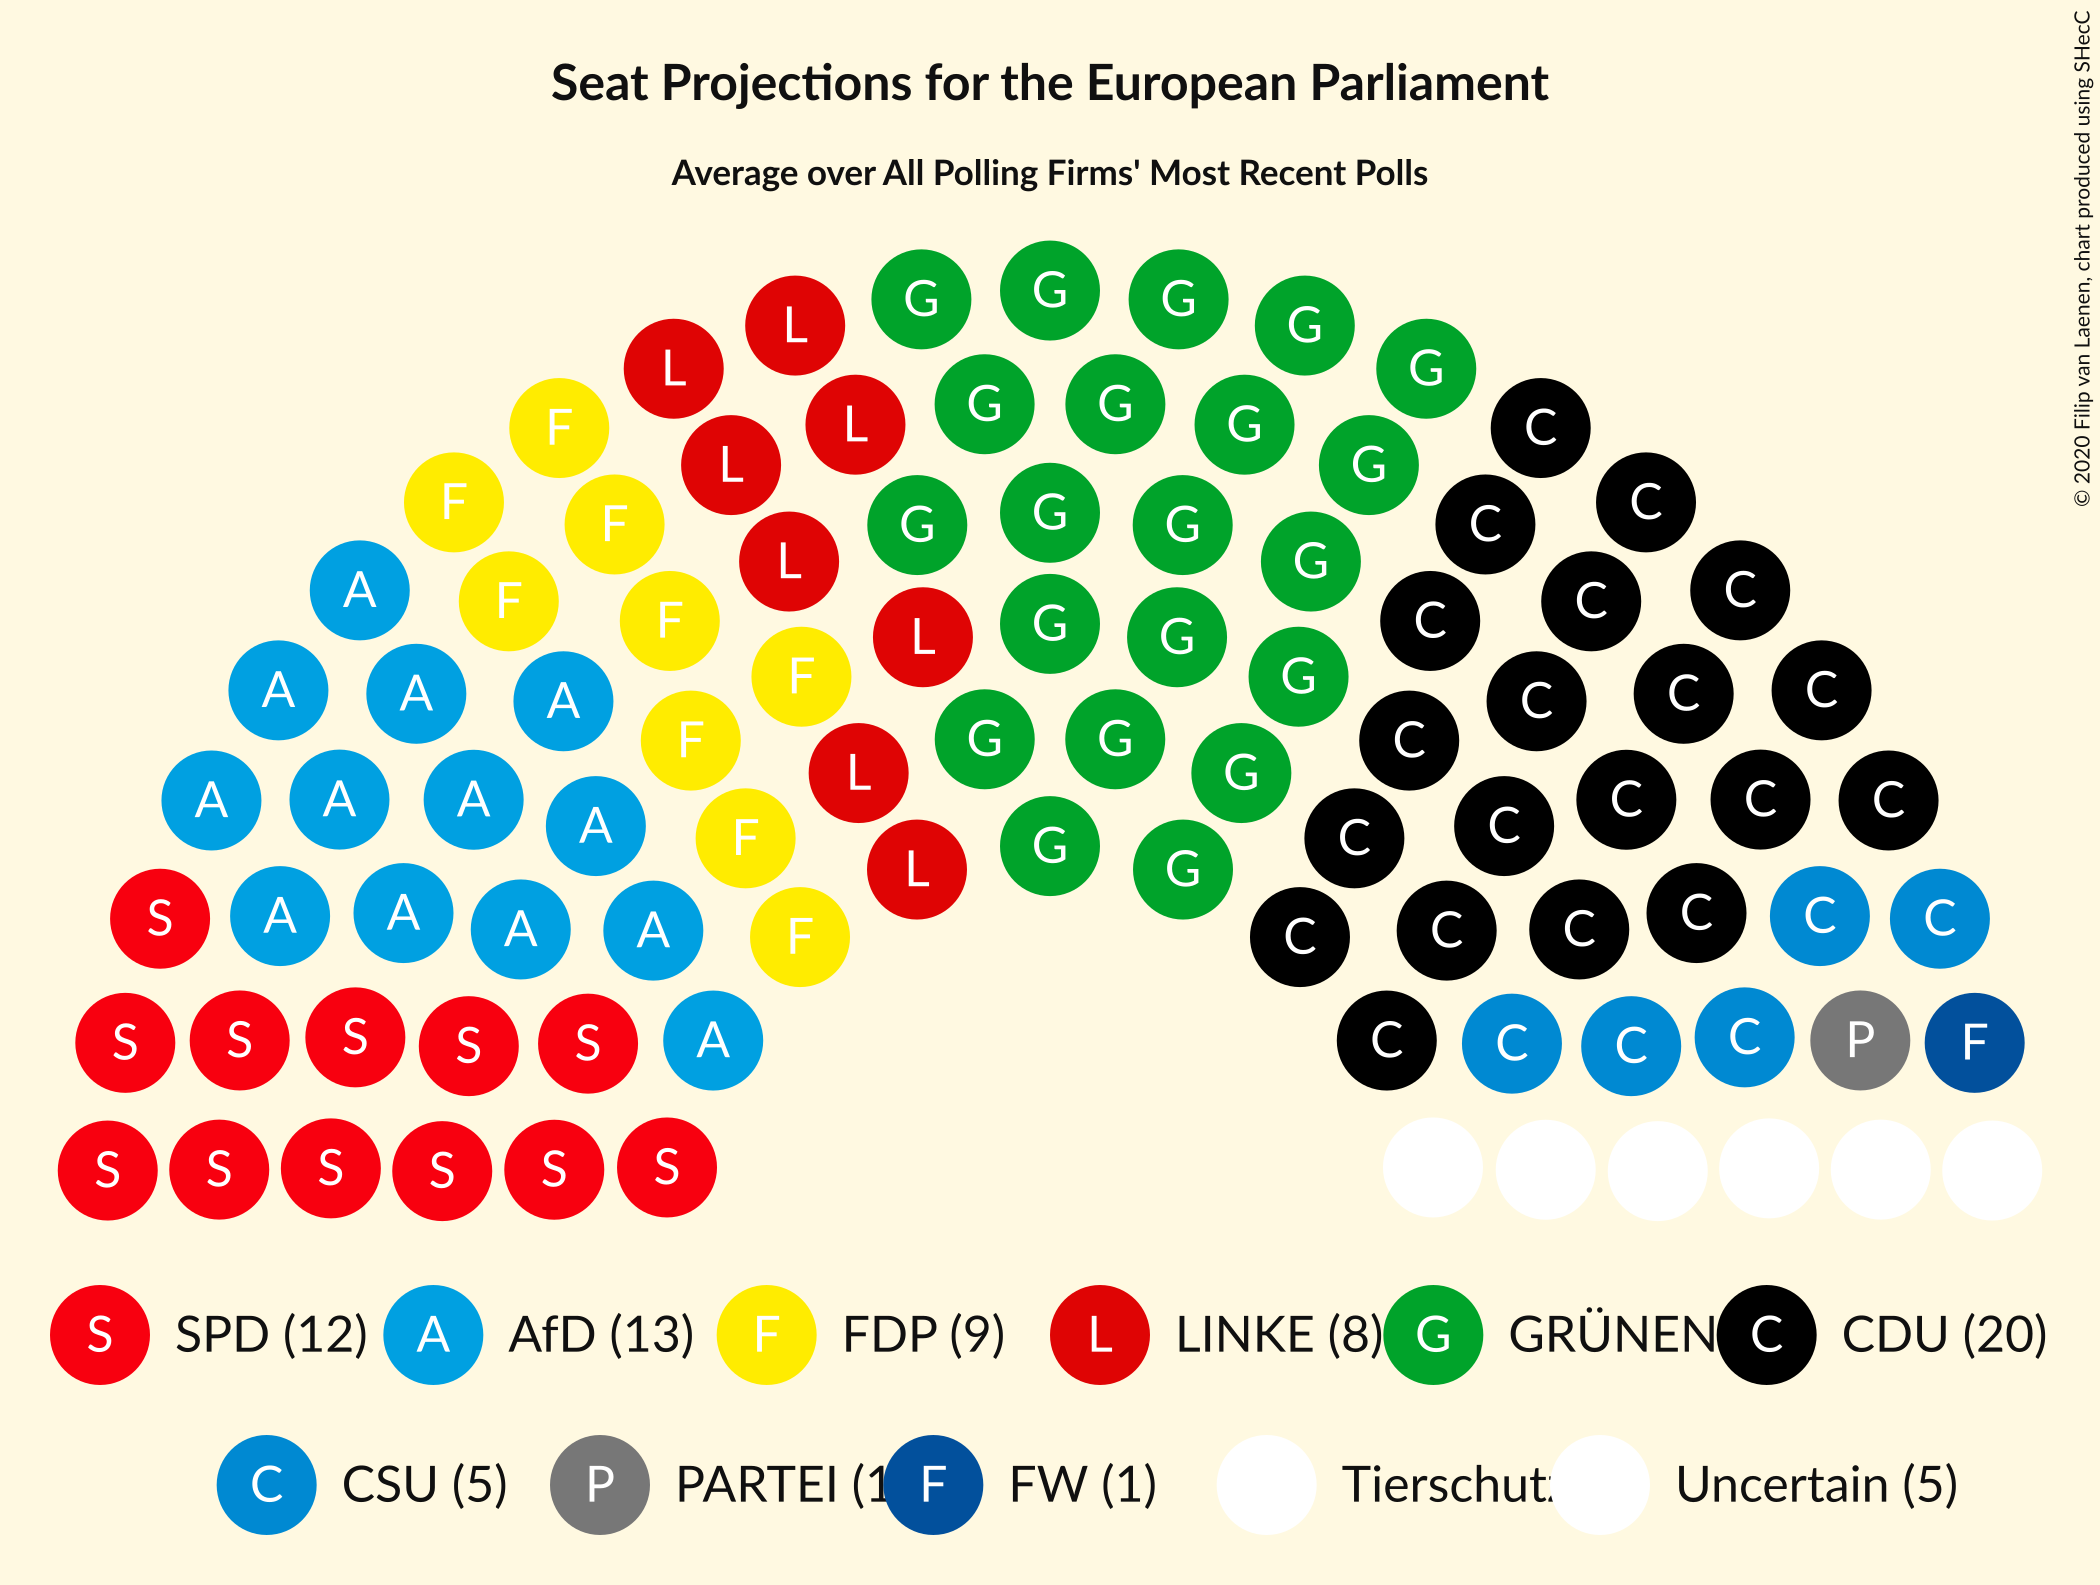 Seat Projections for the European Parliament
Average over All Polling Firms' Most Recent Polls
© 2020 Filip van Laenen, chart produced using SHecC
G G G G G
L L
G G G G
L C
F L C
F G G G C
F L G C
A F G G C C
F L G C
A A A F G C C C C
F G G C
A A A A L G C C C C
F G
S A A A A F L G C C C C C C
S S S S S A C C C C P F
S S S S S S
S SPD (12) A AfD (13) F FDP (9) L LINKE (8) G GRÜNEN C CDU (20)
C CSU (5) P PARTEI (1 F FW (1) Tierschutz Uncertain (5)